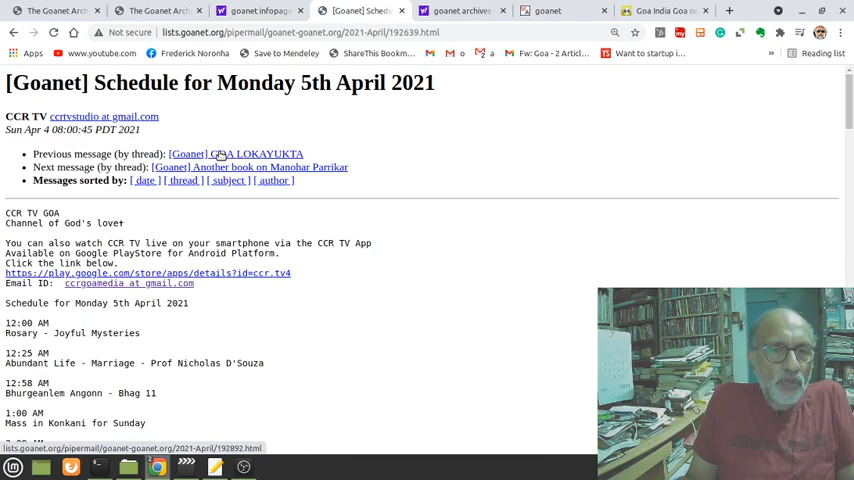 The Goanet Arch
The Goanet Arch
goanet infopage
[Goanet] Schedu
goanet archives
goanet
Goa India Goa ne
Not secure
lists.goanet.org/pipermail/goanet-goanet.org/2021-April/192639.html
Apps
www.youtube.com
Frederick Noronha
Save to Mendeley
ShareThis Bookm...
M
M o
2 a
Fw: Goa - 2 Articl...
Want to startup i...
»
Reading list
[Goanet] Schedule for Monday 5th April 2021
CCR TV ccrtvstudio at gmail.com
Sun Apr 4 08:00:45 PDT 2021
• Previous message (by thread): [Goanet] GOA LOKAYUKTA
• Next message (by thread): [Goanet] Another book on Manohar Parrikar
• Messages sorted by: [ date ] [ thread ] [ subject ] [ author ]
CCR TV GOA
Channel of God's love✝
You can also watch CCR TV live on your smartphone via the CCR TV App
Available on Google PlayStore for Android Platform.
Click the link below.
https://play.google.com/store/apps/details?id=ccr.tv4
Email ID: ccrgoamedia at gmail.com
Schedule for Monday 5th April 2021
12:00 AM
Rosary - Joyful Mysteries
12:25 AM
Abundant Life - Marriage - Prof Nicholas D'Souza
12:58 AM
Bhurgeanlem Angonn - Bhag 11
1:00 AM
Mass in Konkani for Sunday
lists.goanet.org/pipermail/goanet-goanet.org/2021-April/192892.html